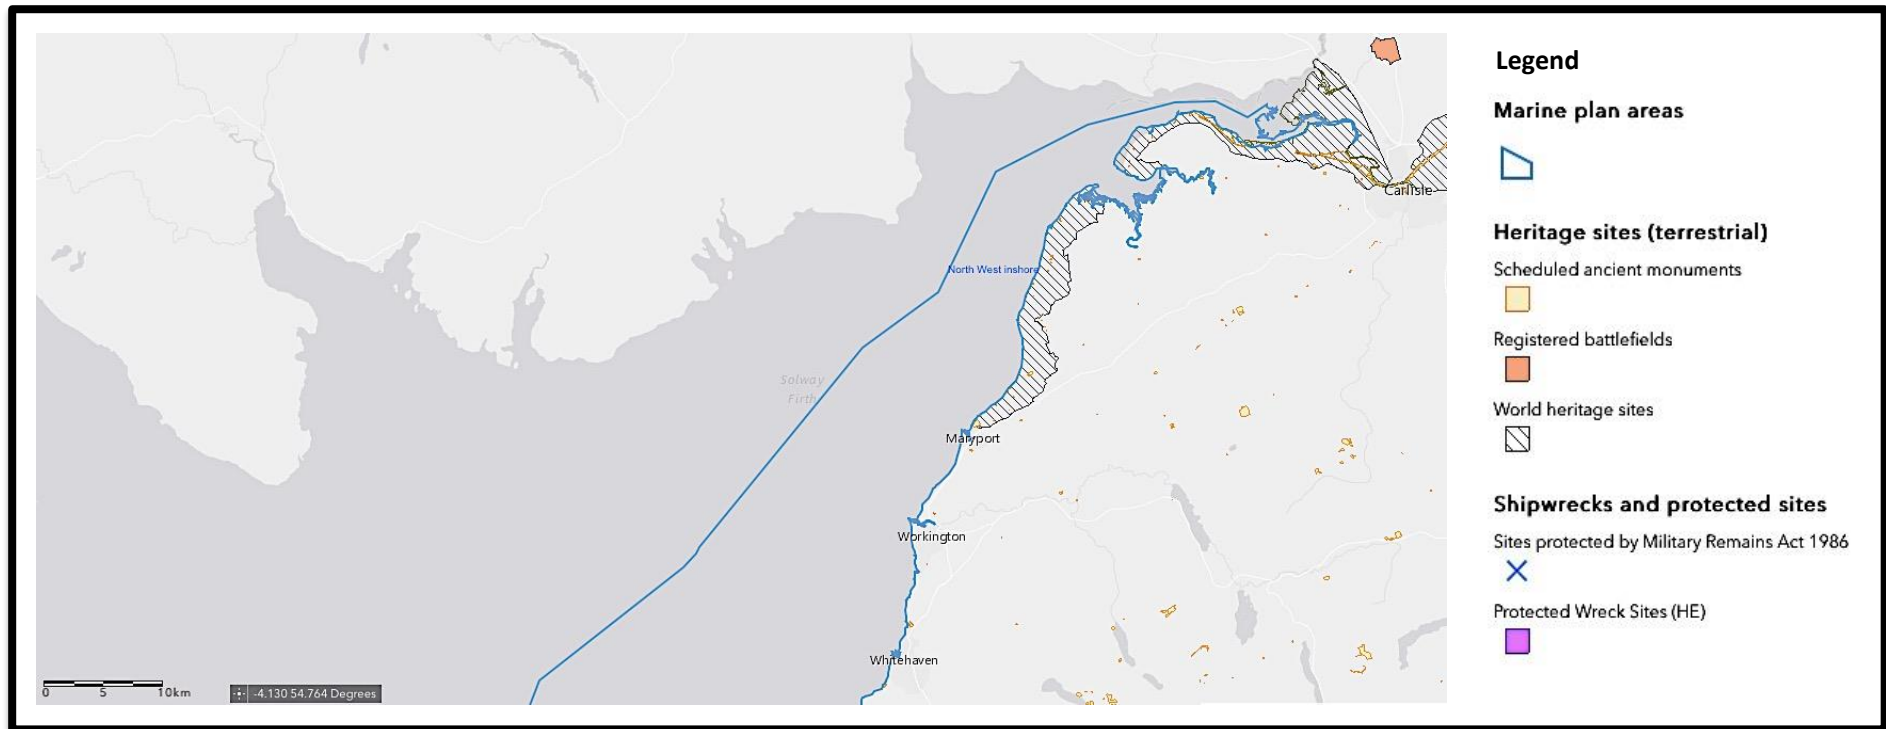 Carlisle
North West inshore
Solway
Firth
Maryport
Workington
Whitehaven
0 5 10km
-4.130 54.764 Degrees
Legend
Marine plan areas
Heritage sites (terrestrial)
Scheduled ancient monuments
Registered battlefields
World heritage sites
Shipwrecks and protected sites
Sites protected by Military Remains Act 1986
Protected Wreck Sites (HE)